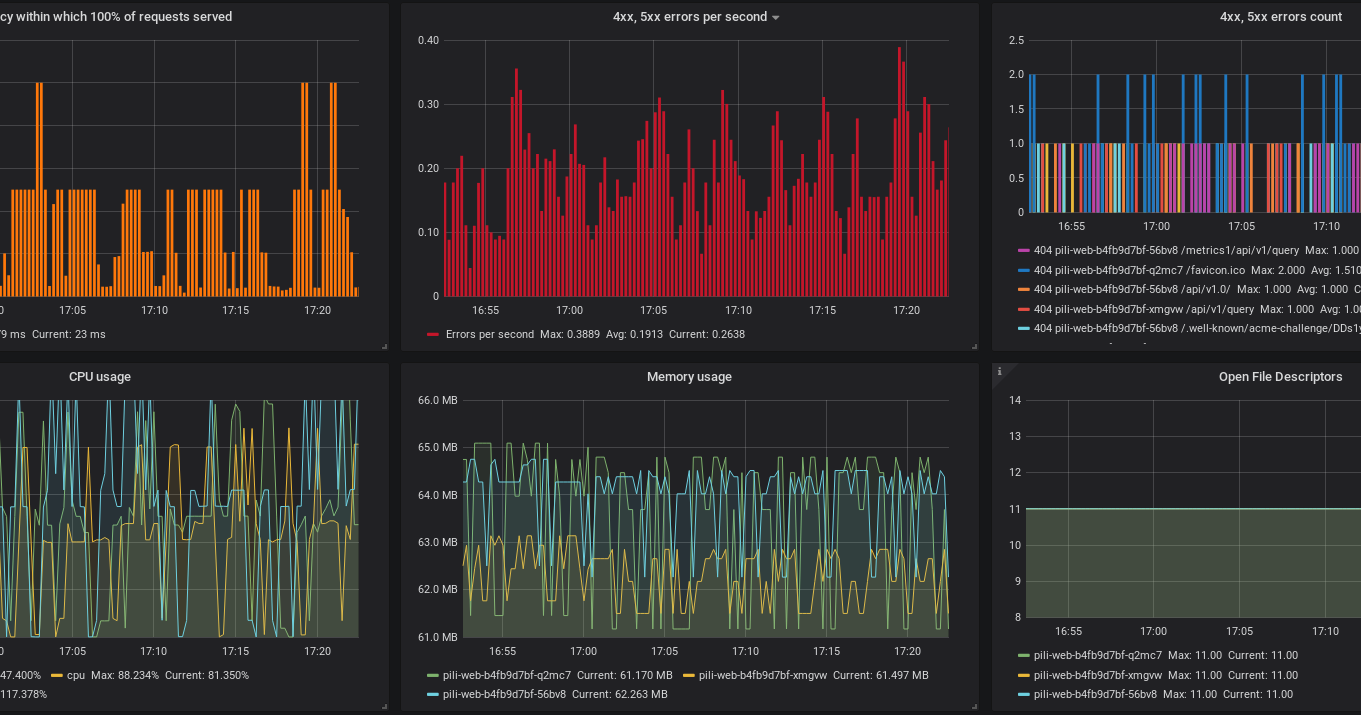 cy within which 100% of requests served
17:05 17:10 17:15 17:20
9 ms Current: 23 ms
4xx, 5xx errors per second
0.40
0.30
0.20
0.10
0
16:55 17:00 17:05 17:10 17:15 17:20
Errors per second Max: 0.3889 Avg: 0.1913 Current: 0.2638
4xx, 5xx errors count
2.5
2.0
1.5
1.0
0.5
0
16:55 17:00 17:05 17:10
404 pili-web-b4fb9d7bf-56bv8 /metrics1/api/v1/query Max: 1.000
404 pili-web-b4fb9d7bf-q2mc7 /favicon.ico Max: 2.000 Avg: 1.510
404 pili-web-b4fb9d7bf-56bv8 /api/v1.0/ Max: 1.000 Avg: 1.000 C
404 pili-web-b4fb9d7bf-xmgvw /api/v1/query Max: 1.000 Avg: 1.00
404 pili-web-b4fb9d7bf-56bv8 /.well-known/acme-challenge/DDs1y
CPU usage
17:05 17:10 17:15 17:20
47.400% cpu Max: 88.234% Current: 81.350%
117.378%
Memory usage
66.0 MB
65.0 MB
64.0 MB
63.0 MB
62.0 MB
61.0 MB
16:55 17:00 17:05 17:10 17:15 17:20
pili-web-b4fb9d7bf-q2mc7 Current: 61.170 MB pili-web-b4fb9d7bf-xmgvw Current: 61.497 MB
pili-web-b4fb9d7bf-56bv8 Current: 62.263 MB
i
Open File Descriptors
14
13
12
11
10
9
8
16:55 17:00 17:05 17:10
pili-web-b4fb9d7bf-q2mc7 Max: 11.00 Current: 11.00
pili-web-b4fb9d7bf-xmgvw Max: 11.00 Current: 11.00
pili-web-b4fb9d7bf-56bv8 Max: 11.00 Current: 11.00